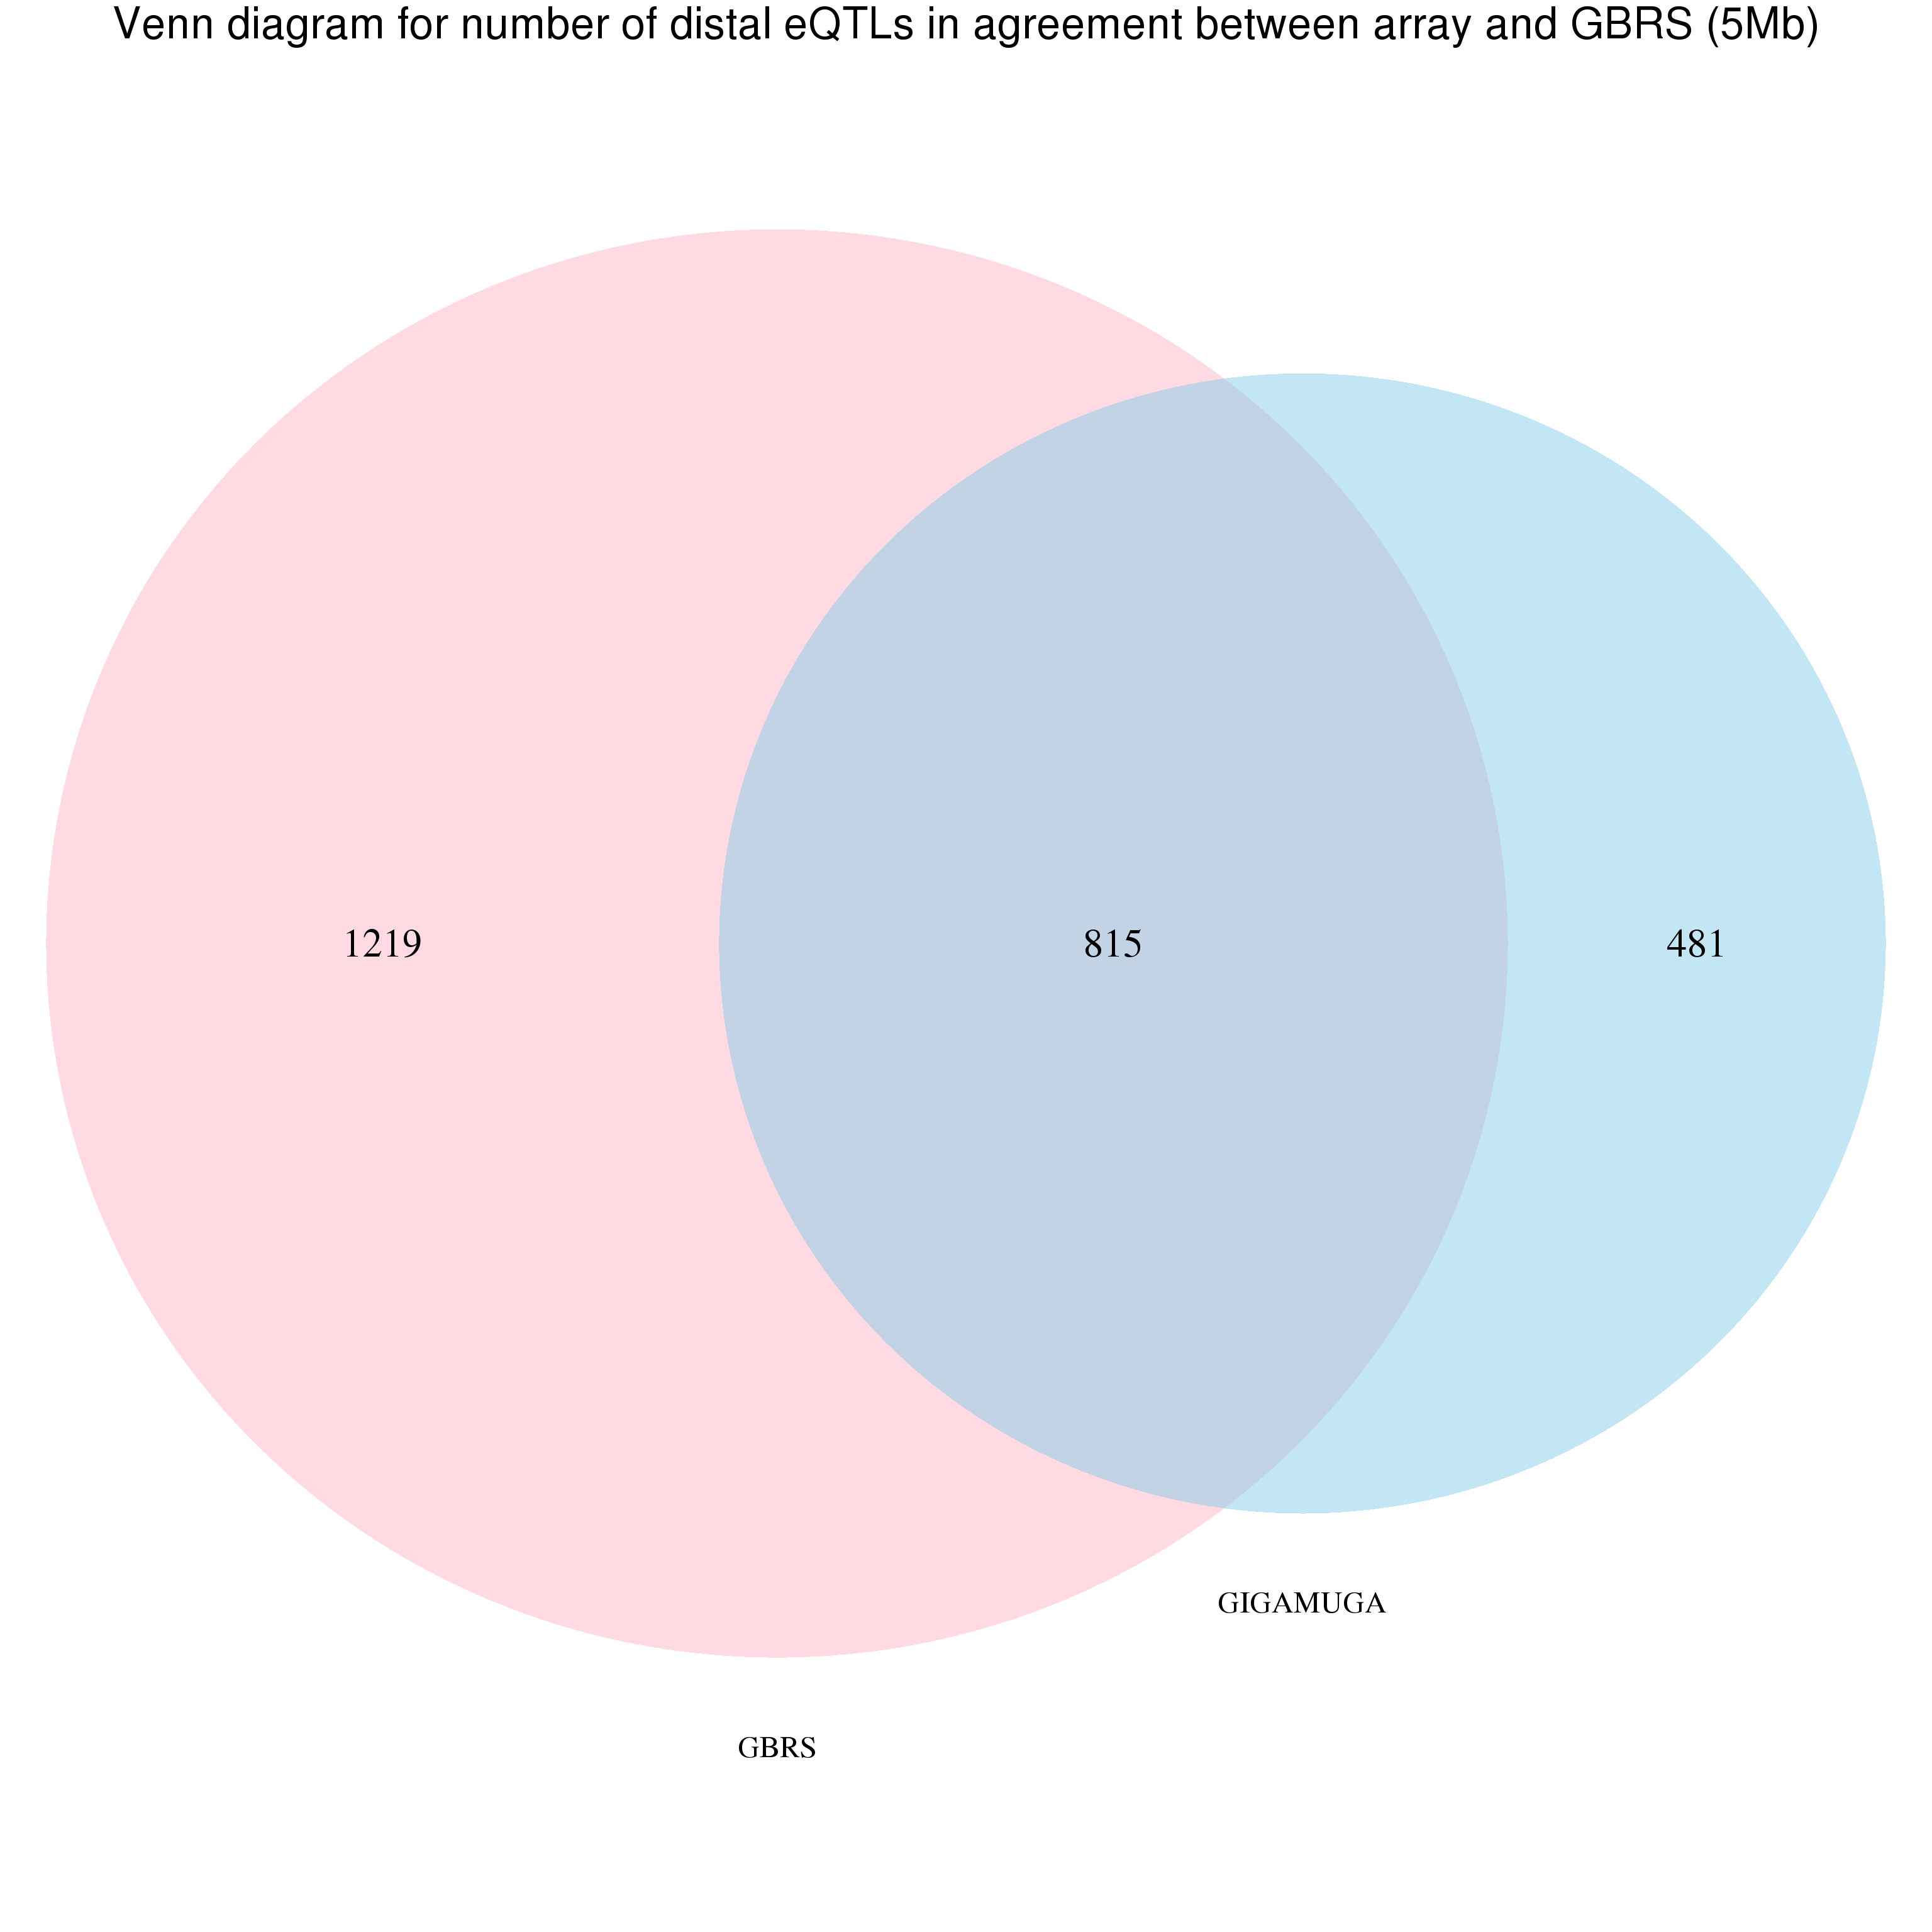 Venn diagram for number of distal eQTLs in agreement between array and GBRS (5Mb)
1219
815
481
GIGAMUGA
GBRS